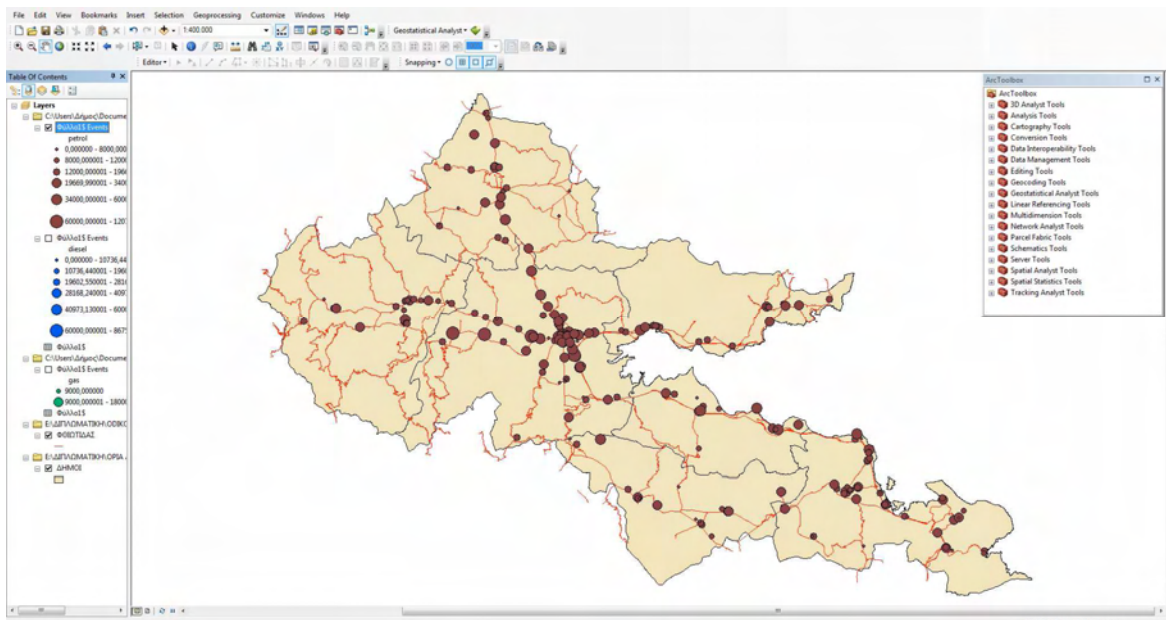 File Edit View Bookmarks Insert Selection Geoprocessing Customize Windows Help
1:400.000 Geostatistical Analyst
Editor Snapping
Table Of Contents
Layers
C:\Users\Δήμος\Docume
Φύλλο1$ Events
petrol
0,000000 - 8000,000
8000,000001 - 1200
12000,000001 - 196
19669,990001 - 340
34000,000001 - 600
60000,000001 - 120
Φύλλο1$ Events
diesel
0,000000 - 10736,44
10736,440001 - 1960
19602,550001 - 281
28168,240001 - 409
40973,130001 - 600
60000,000001 - 867
Φύλλο1$
C:\Users\Δήμος\Docume
Φύλλο1$ Events
gas
9000,000000
9000,000001 - 1800
Φύλλο1$
E:\ΔΙΠΛΩΜΑΤΙΚΗ\ΟΔΙΚΟ
ΦΘΙΩΤΙΔΑΣ
E:\ΔΙΠΛΩΜΑΤΙΚΗ\ΟΡΙΑ
ΔΗΜΟΙ
ArcToolbox
ArcToolbox
3D Analyst Tools
Analysis Tools
Cartography Tools
Conversion Tools
Data Interoperability Tools
Data Management Tools
Editing Tools
Geocoding Tools
Geostatistical Analyst Tools
Linear Referencing Tools
Multidimension Tools
Network Analyst Tools
Parcel Fabric Tools
Schematics Tools
Server Tools
Spatial Analyst Tools
Spatial Statistics Tools
Tracking Analyst Tools